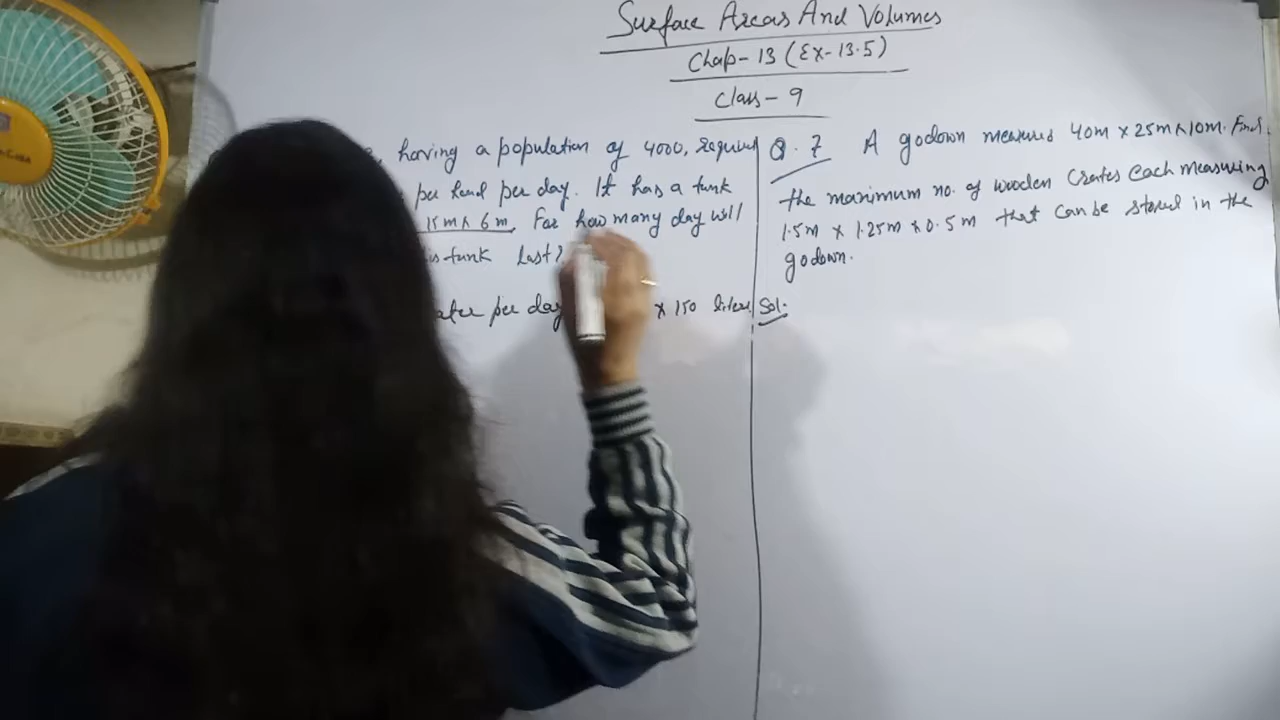 Surface Areas And Volumes
Chap- 13 (Ex-13.5)
Class - 9
having a population of 4000, requires
per head per day. It has a tank
15m x 6m. For how many day will
tank last?
per day x 150 liters
Q. 7 A godown measures 40m x 25m x 10m. Find
the maximum no. of wooden crates each measuring
1.5m x 1.25m x 0.5m that can be stored in the
godown.
Sol: